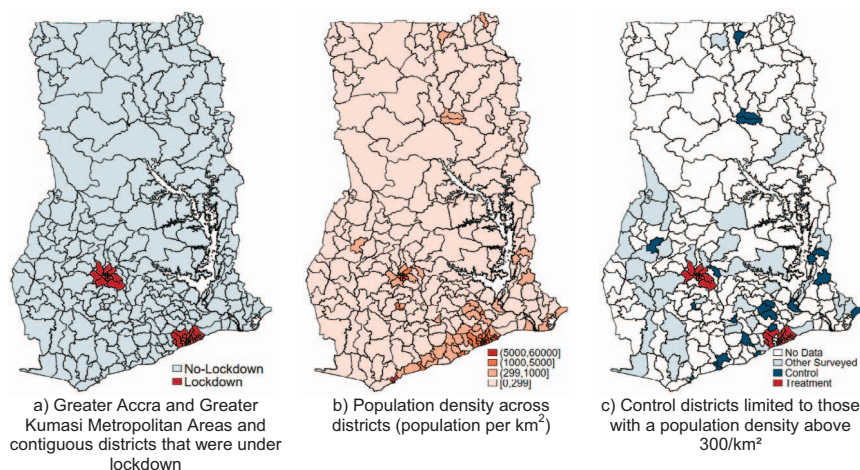 No-Lockdown
Lockdown
a) Greater Accra and Greater
Kumasi Metropolitan Areas and
contiguous districts that were under
lockdown
(5000,60000]
(1000,5000]
(299,1000]
[0,299]
b) Population density across
districts (population per km²)
No Data
Other Surveyed
Control
Treatment
c) Control districts limited to those
with a population density above
300/km²